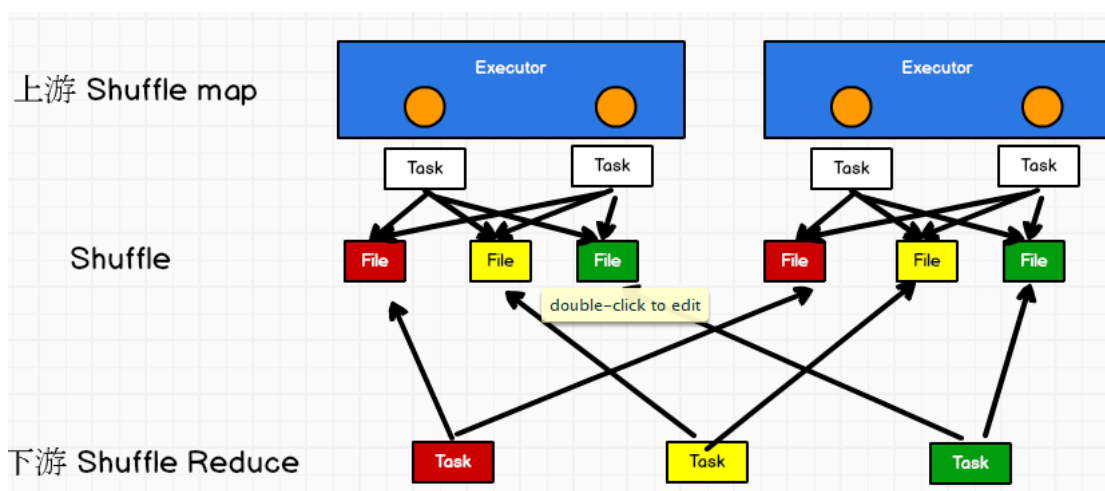 Executor
Executor
上游 Shuffle map
Task
Task
Task
Task
Shuffle
File
File
File
File
File
File
double-click to edit
下游 Shuffle Reduce
Task
Task
Task